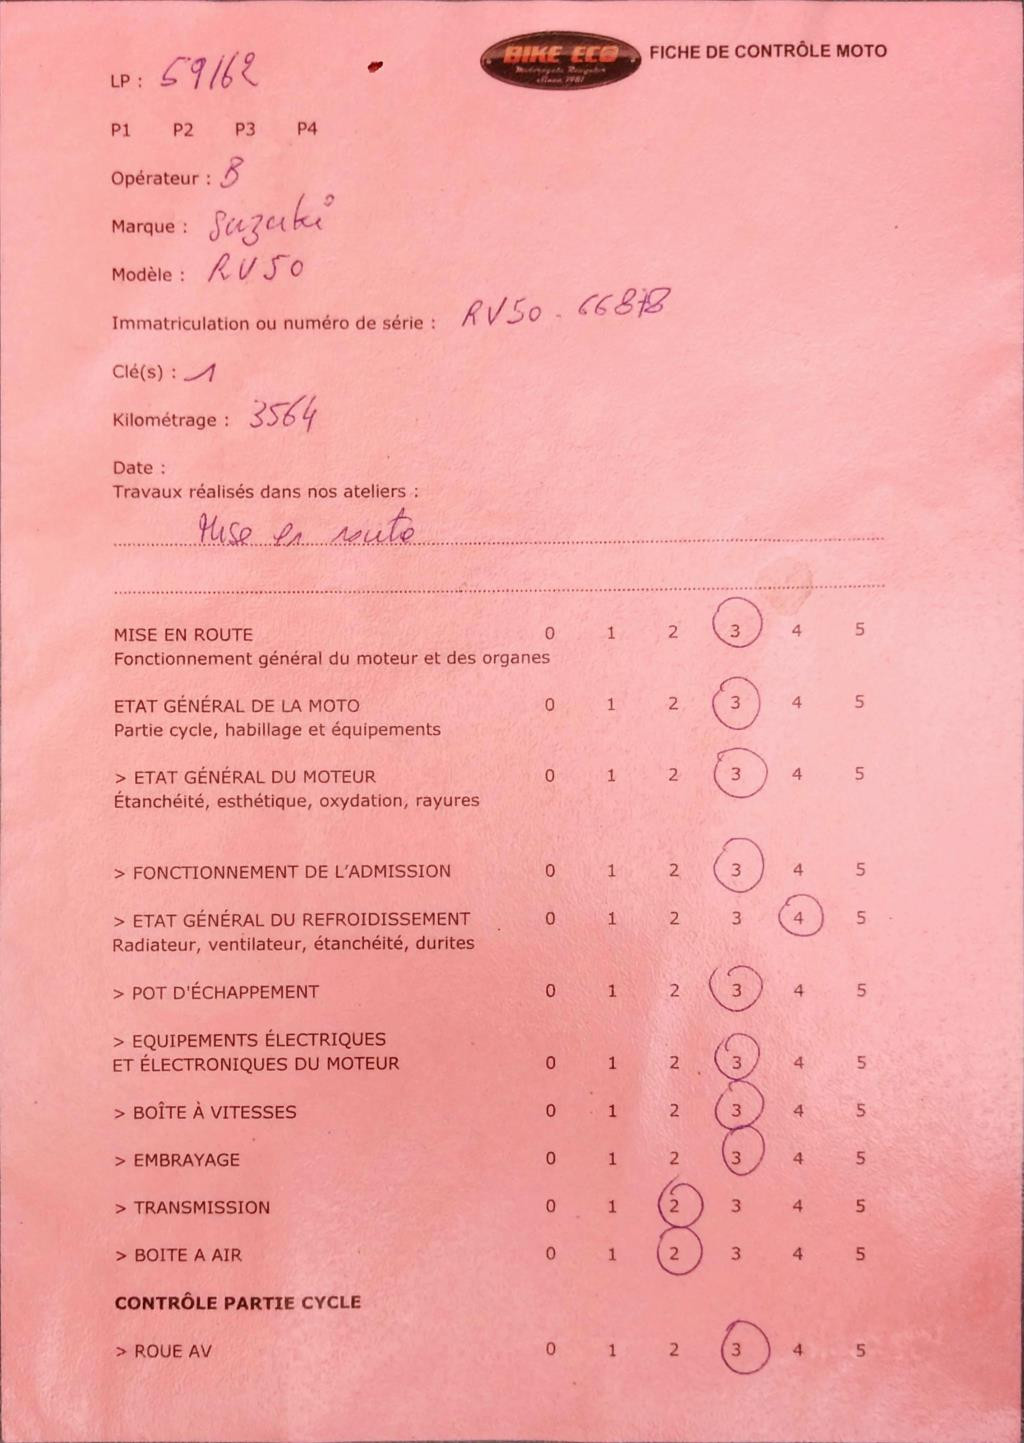 BIKE ECO
Motorcycle Recycler
Since 1981
FICHE DE CONTRÔLE MOTO
LP : 59162
P1 P2 P3 P4
Opérateur : B
Marque : Suzuki
Modèle : RV50
Immatriculation ou numéro de série : RV50-66878
Clé(s) : 1
Kilométrage : 3564
Date :
Travaux réalisés dans nos ateliers :
Mise en route
MISE EN ROUTE 0 1 2 3 4 5
Fonctionnement général du moteur et des organes
ETAT GÉNÉRAL DE LA MOTO 0 1 2 3 4 5
Partie cycle, habillage et équipements
> ETAT GÉNÉRAL DU MOTEUR 0 1 2 3 4 5
Étanchéité, esthétique, oxydation, rayures
> FONCTIONNEMENT DE L'ADMISSION 0 1 2 3 4 5
> ETAT GÉNÉRAL DU REFROIDISSEMENT 0 1 2 3 4 5
Radiateur, ventilateur, étanchéité, durites
> POT D'ÉCHAPPEMENT 0 1 2 3 4 5
> EQUIPEMENTS ÉLECTRIQUES
ET ÉLECTRONIQUES DU MOTEUR 0 1 2 3 4 5
> BOÎTE À VITESSES 0 1 2 3 4 5
> EMBRAYAGE 0 1 2 3 4 5
> TRANSMISSION 0 1 2 3 4 5
> BOITE A AIR 0 1 2 3 4 5
CONTRÔLE PARTIE CYCLE
> ROUE AV 0 1 2 3 4 5